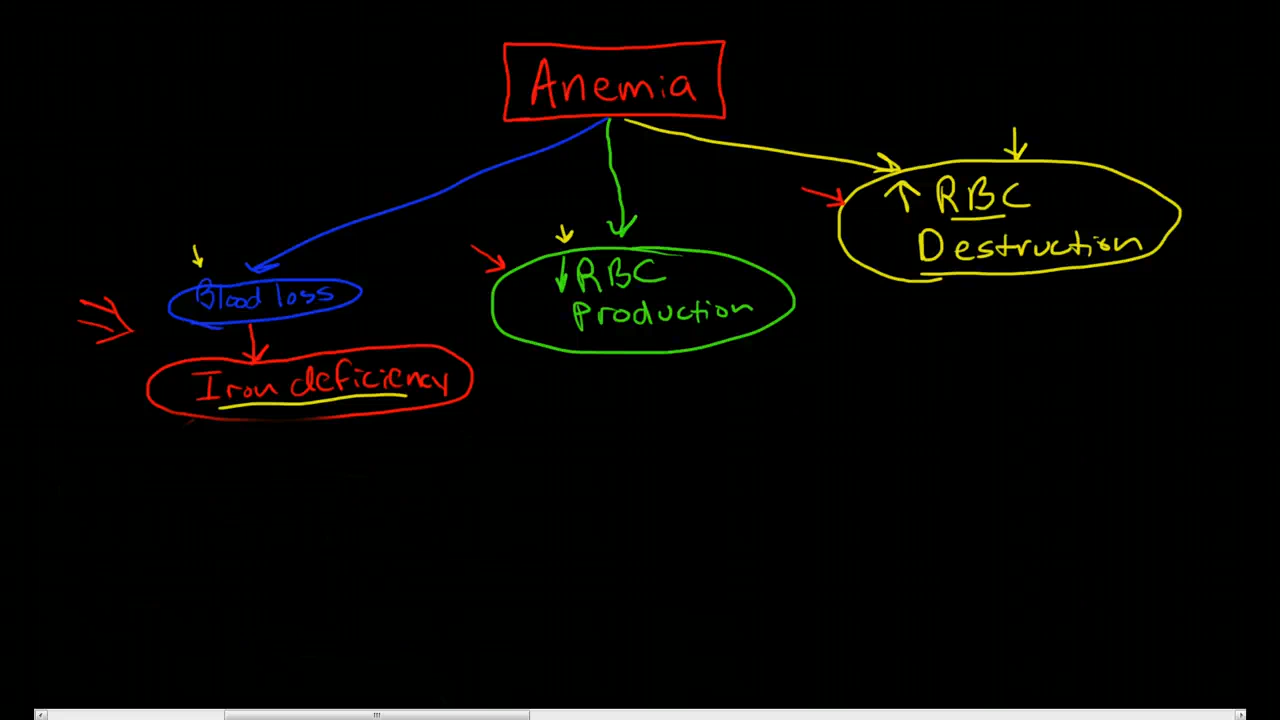 Anemia
↑ RBC
Destruction
↓ RBC
Production
Blood loss
Iron deficiency